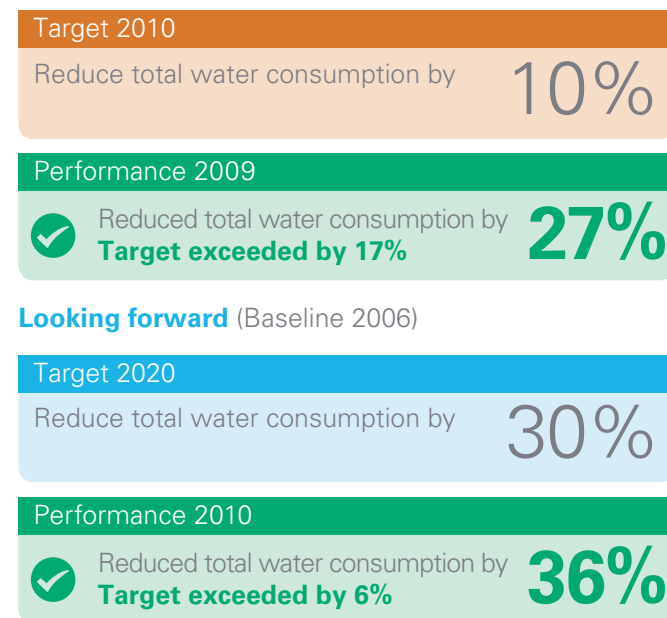 Target 2010
Reduce total water consumption by 10%
Performance 2009
Reduced total water consumption by 27%
Target exceeded by 17%
Looking forward (Baseline 2006)
Target 2020
Reduce total water consumption by 30%
Performance 2010
Reduced total water consumption by 36%
Target exceeded by 6%